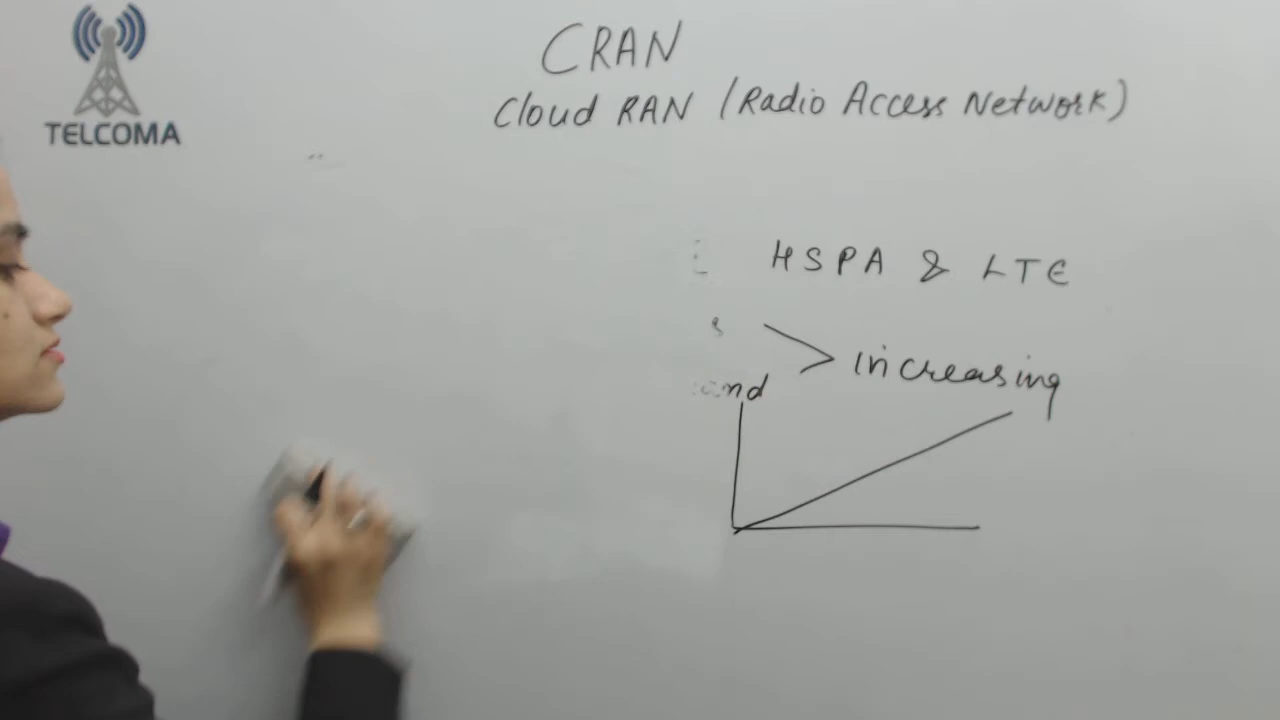 TELCOMA
CRAN
Cloud RAN (Radio Access Network)
HSPA & LTE
increasing